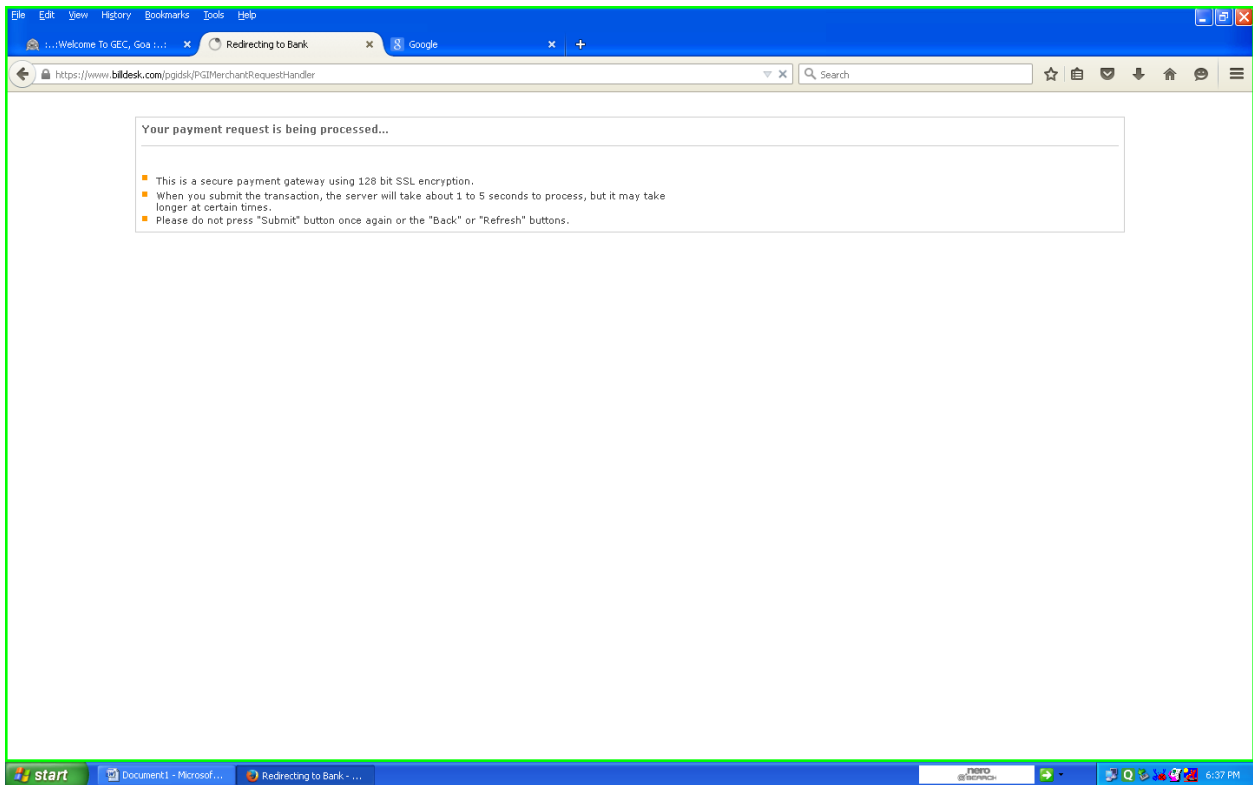 File Edit View History Bookmarks Tools Help
:..:Welcome To GEC, Goa :..: Redirecting to Bank Google
https://www.billdesk.com/pgidsk/PGIMerchantRequestHandler Search
Your payment request is being processed...
This is a secure payment gateway using 128 bit SSL encryption.
When you submit the transaction, the server will take about 1 to 5 seconds to process, but it may take
longer at certain times.
Please do not press "Submit" button once again or the "Back" or "Refresh" buttons.
start Document1 - Microsof... Redirecting to Bank - ... nero 6:37 PM
@SEARCH